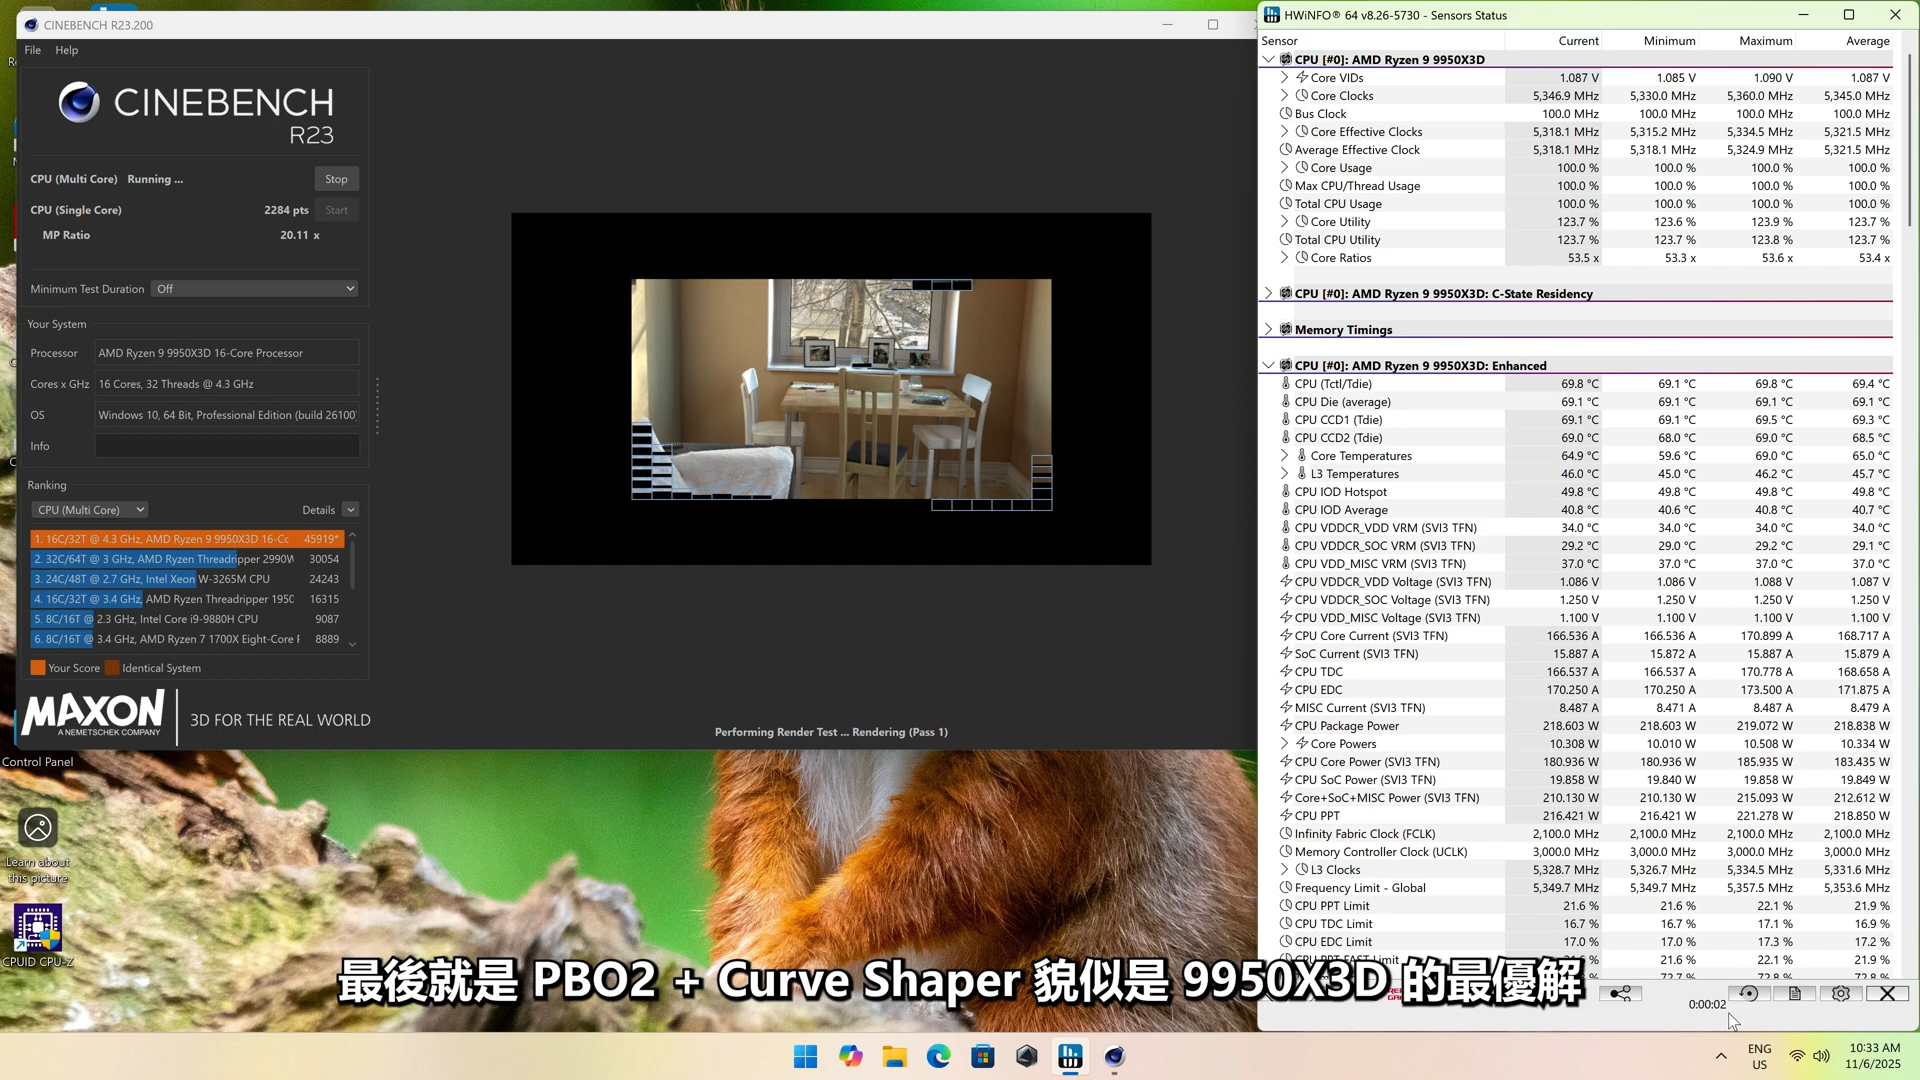 CINEBENCH R23.200
File Help
CINEBENCH
R23
CPU (Multi Core) Running ... Stop
CPU (Single Core) 2284 pts Start
MP Ratio 20.11 x
Minimum Test Duration Off
Your System
Processor AMD Ryzen 9 9950X3D 16-Core Processor
Cores x GHz 16 Cores, 32 Threads @ 4.3 GHz
OS Windows 10, 64 Bit, Professional Edition (build 26100)
Info
Ranking
CPU (Multi Core) Details
1. 16C/32T @ 4.3 GHz, AMD Ryzen 9 9950X3D 16-Cc 45919*
2. 32C/64T @ 3 GHz, AMD Ryzen Threadripper 2990W 30054
3. 24C/48T @ 2.7 GHz, Intel Xeon W-3265M CPU 24243
4. 16C/32T @ 3.4 GHz, AMD Ryzen Threadripper 1950 16315
5. 8C/16T @ 2.3 GHz, Intel Core i9-9880H CPU 9087
6. 8C/16T @ 3.4 GHz, AMD Ryzen 7 1700X Eight-Core 8889
Your Score Identical System
MAXON
A NEMETSCHEK COMPANY
3D FOR THE REAL WORLD
Performing Render Test ... Rendering (Pass 1)
Control Panel
Learn about
this picture
CPUID CPU-Z
HWiNFO® 64 v8.26-5730 - Sensors Status
Sensor Current Minimum Maximum Average
CPU [#0]: AMD Ryzen 9 9950X3D
Core VIDs 1.087 V 1.085 V 1.090 V 1.087 V
Core Clocks 5,346.9 MHz 5,330.0 MHz 5,360.0 MHz 5,345.0 MHz
Bus Clock 100.0 MHz 100.0 MHz 100.0 MHz 100.0 MHz
Core Effective Clocks 5,318.1 MHz 5,315.2 MHz 5,334.5 MHz 5,321.5 MHz
Average Effective Clock 5,318.1 MHz 5,318.1 MHz 5,324.9 MHz 5,321.5 MHz
Core Usage 100.0 % 100.0 % 100.0 % 100.0 %
Max CPU/Thread Usage 100.0 % 100.0 % 100.0 % 100.0 %
Total CPU Usage 100.0 % 100.0 % 100.0 % 100.0 %
Core Utility 123.7 % 123.6 % 123.9 % 123.7 %
Total CPU Utility 123.7 % 123.7 % 123.8 % 123.7 %
Core Ratios 53.5 x 53.3 x 53.6 x 53.4 x
CPU [#0]: AMD Ryzen 9 9950X3D: C-State Residency
Memory Timings
CPU [#0]: AMD Ryzen 9 9950X3D: Enhanced
CPU (Tctl/Tdie) 69.8 °C 69.1 °C 69.8 °C 69.4 °C
CPU Die (average) 69.1 °C 69.1 °C 69.1 °C 69.1 °C
CPU CCD1 (Tdie) 69.1 °C 69.1 °C 69.5 °C 69.3 °C
CPU CCD2 (Tdie) 69.0 °C 68.0 °C 69.0 °C 68.5 °C
Core Temperatures 64.9 °C 59.6 °C 69.0 °C 65.0 °C
L3 Temperatures 46.0 °C 45.0 °C 46.2 °C 45.7 °C
CPU IOD Hotspot 49.8 °C 49.8 °C 49.8 °C 49.8 °C
CPU IOD Average 40.8 °C 40.6 °C 40.8 °C 40.7 °C
CPU VDDCR_VDD VRM (SVI3 TFN) 34.0 °C 34.0 °C 34.0 °C 34.0 °C
CPU VDDCR_SOC VRM (SVI3 TFN) 29.2 °C 29.0 °C 29.2 °C 29.1 °C
CPU VDD_MISC VRM (SVI3 TFN) 37.0 °C 37.0 °C 37.0 °C 37.0 °C
CPU VDDCR_VDD Voltage (SVI3 TFN) 1.086 V 1.086 V 1.088 V 1.087 V
CPU VDDCR_SOC Voltage (SVI3 TFN) 1.250 V 1.250 V 1.250 V 1.250 V
CPU VDD_MISC Voltage (SVI3 TFN) 1.100 V 1.100 V 1.100 V 1.100 V
CPU Core Current (SVI3 TFN) 166.536 A 166.536 A 170.899 A 168.717 A
SoC Current (SVI3 TFN) 15.887 A 15.872 A 15.887 A 15.879 A
CPU TDC 166.537 A 166.537 A 170.778 A 168.658 A
CPU EDC 170.250 A 170.250 A 173.500 A 171.875 A
MISC Current (SVI3 TFN) 8.487 A 8.471 A 8.487 A 8.479 A
CPU Package Power 218.603 W 218.603 W 219.072 W 218.838 W
Core Powers 10.308 W 10.010 W 10.508 W 10.334 W
CPU Core Power (SVI3 TFN) 180.936 W 180.936 W 185.935 W 183.435 W
CPU SoC Power (SVI3 TFN) 19.858 W 19.840 W 19.858 W 19.849 W
Core+SoC+MISC Power (SVI3 TFN) 210.130 W 210.130 W 215.093 W 212.612 W
CPU PPT 216.421 W 216.421 W 221.278 W 218.850 W
Infinity Fabric Clock (FCLK) 2,100.0 MHz 2,100.0 MHz 2,100.0 MHz 2,100.0 MHz
Memory Controller Clock (UCLK) 3,000.0 MHz 3,000.0 MHz 3,000.0 MHz 3,000.0 MHz
L3 Clocks 5,328.7 MHz 5,326.7 MHz 5,334.5 MHz 5,331.6 MHz
Frequency Limit - Global 5,349.7 MHz 5,349.7 MHz 5,357.5 MHz 5,353.6 MHz
CPU PPT Limit 21.6 % 21.6 % 22.1 % 21.9 %
CPU TDC Limit 16.7 % 16.7 % 17.1 % 16.9 %
CPU EDC Limit 17.0 % 17.0 % 17.3 % 17.2 %
CPU PPT FAST Limit 21.6 % 22.1 % 21.9 %
72.7 % 72.8 % 72.8 %
最後就是 PBO2 + Curve Shaper 貌似是 9950X3D 的最優解
0:00:02
ENG
US
10:33 AM
11/6/2025